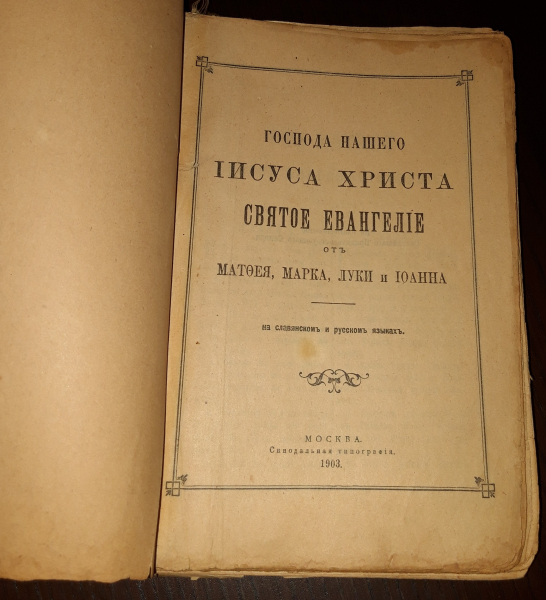 ГОСПОДА НАШЕГО
ІИСУСА ХРИСТА
СВЯТОЕ ЕВАНГЕЛІЕ
отъ
МАТѲЕЯ, МАРКА, ЛУКИ и ІОАННА
на славянскомъ и русскомъ языкахъ.
МОСКВА.
Синодальная типографія.
1903.